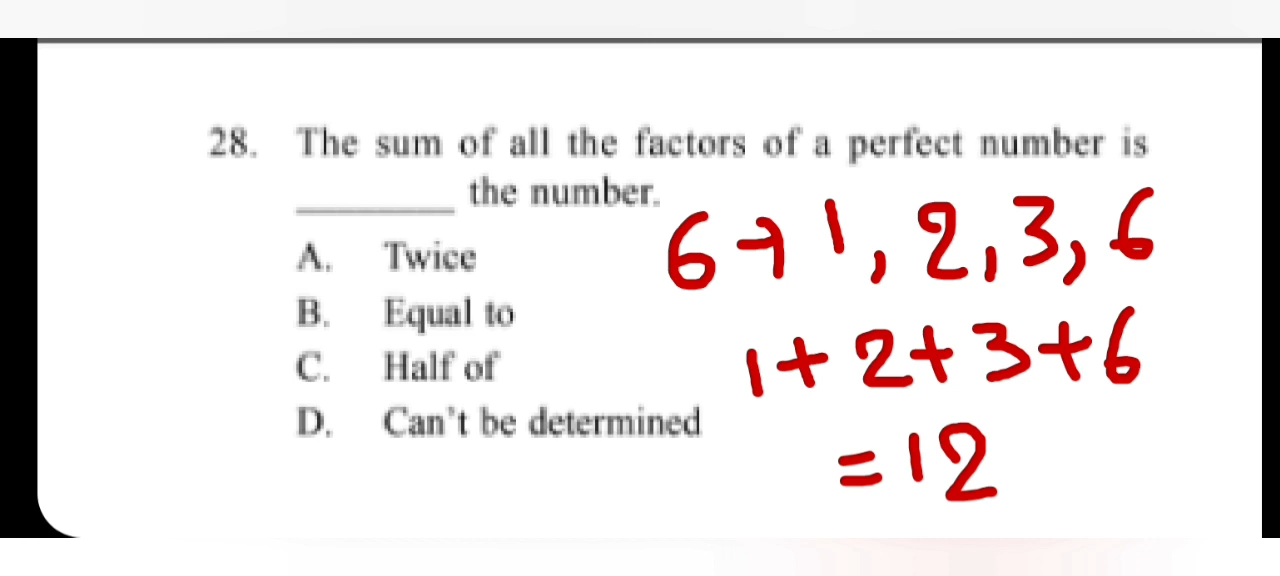 28. The sum of all the factors of a perfect number is
________ the number.
6→1, 2, 3, 6
A. Twice
B. Equal to
1+2+3+6
C. Half of
D. Can't be determined
=12